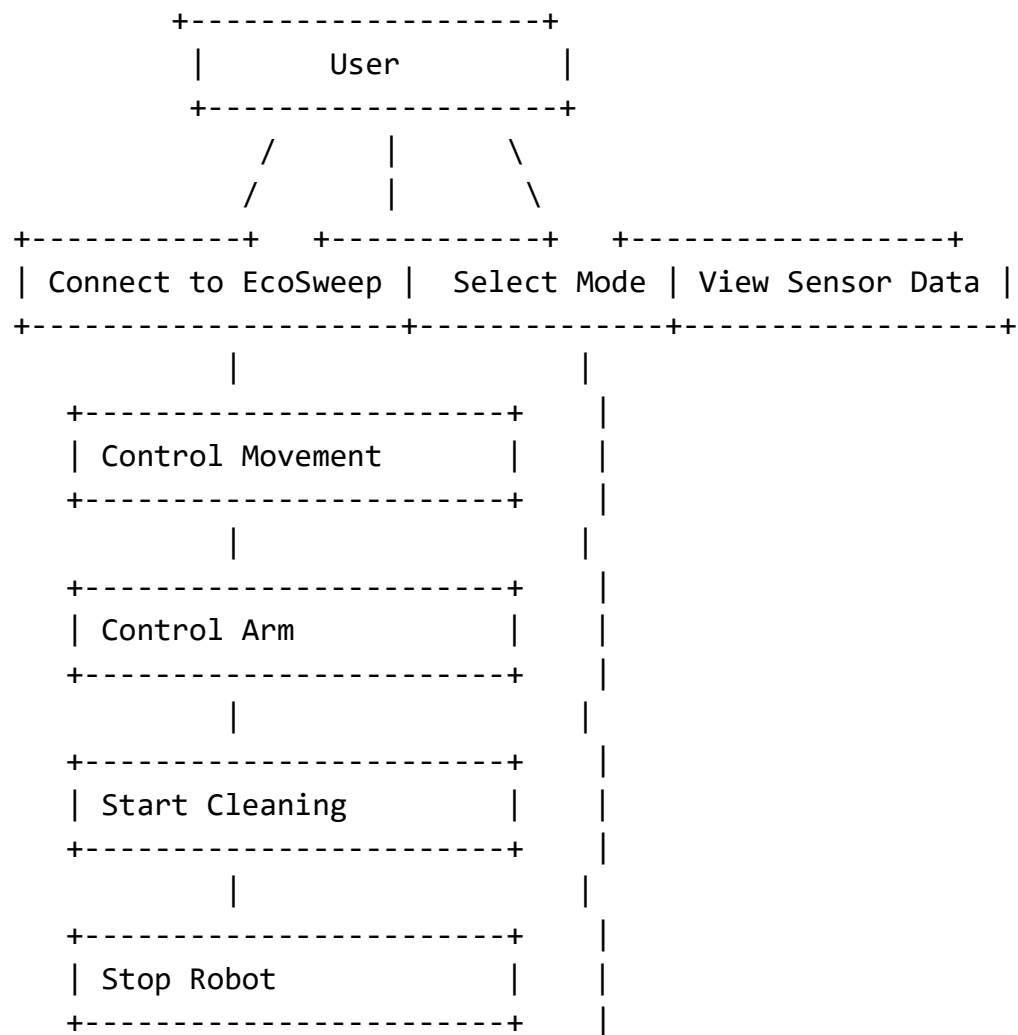 User
Connect to EcoSweep | Select Mode | View Sensor Data
Control Movement
Control Arm
Start Cleaning
Stop Robot